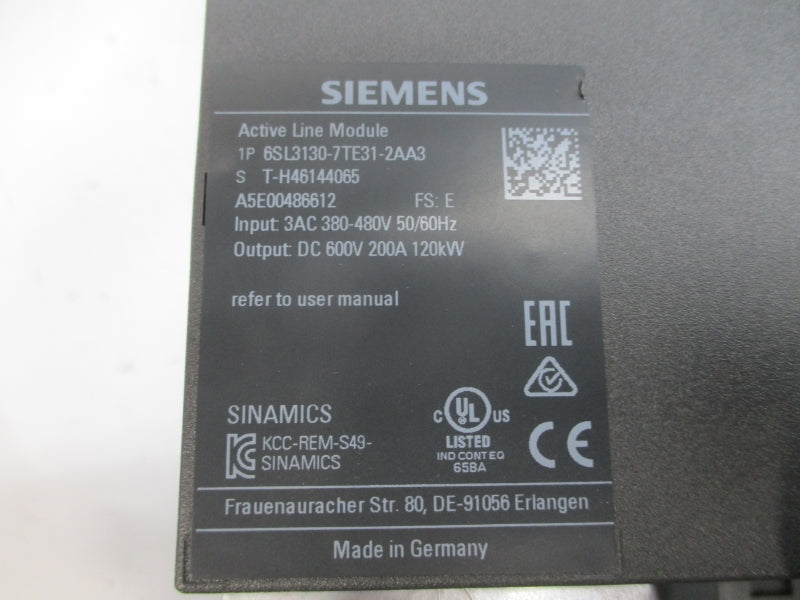 SIEMENS
Active Line Module
1P 6SL3130-7TE31-2AA3
S T-H46144065
A5E00486612 FS: E
Input: 3AC 380-480V 50/60Hz
Output: DC 600V 200A 120kW
refer to user manual
EAC
SINAMICS
KCC-REM-S49-
SINAMICS
C UL US
LISTED
IND CONT EQ
65BA
CE
Frauenauracher Str. 80, DE-91056 Erlangen
Made in Germany